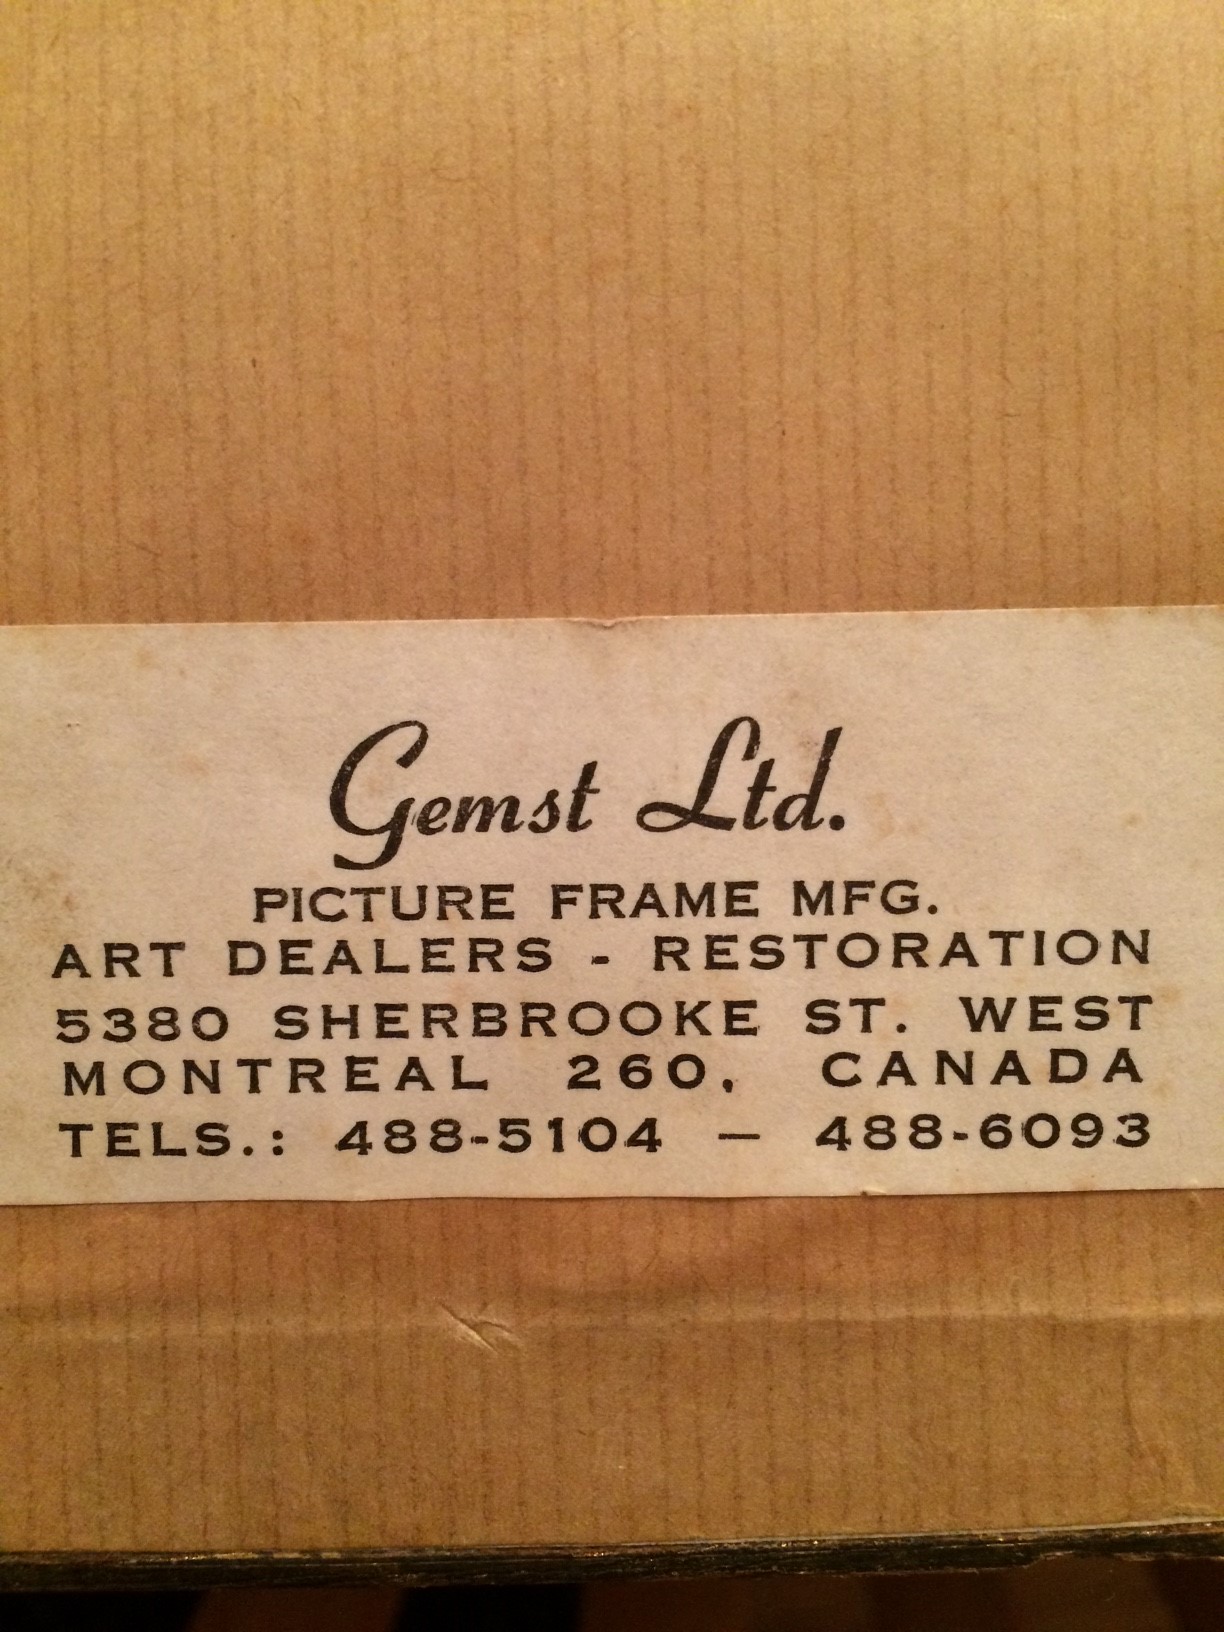 Gemst Ltd.
PICTURE FRAME MFG.
ART DEALERS - RESTORATION
5380 SHERBROOKE ST. WEST
MONTREAL 260, CANADA
TELS.: 488-5104 — 488-6093